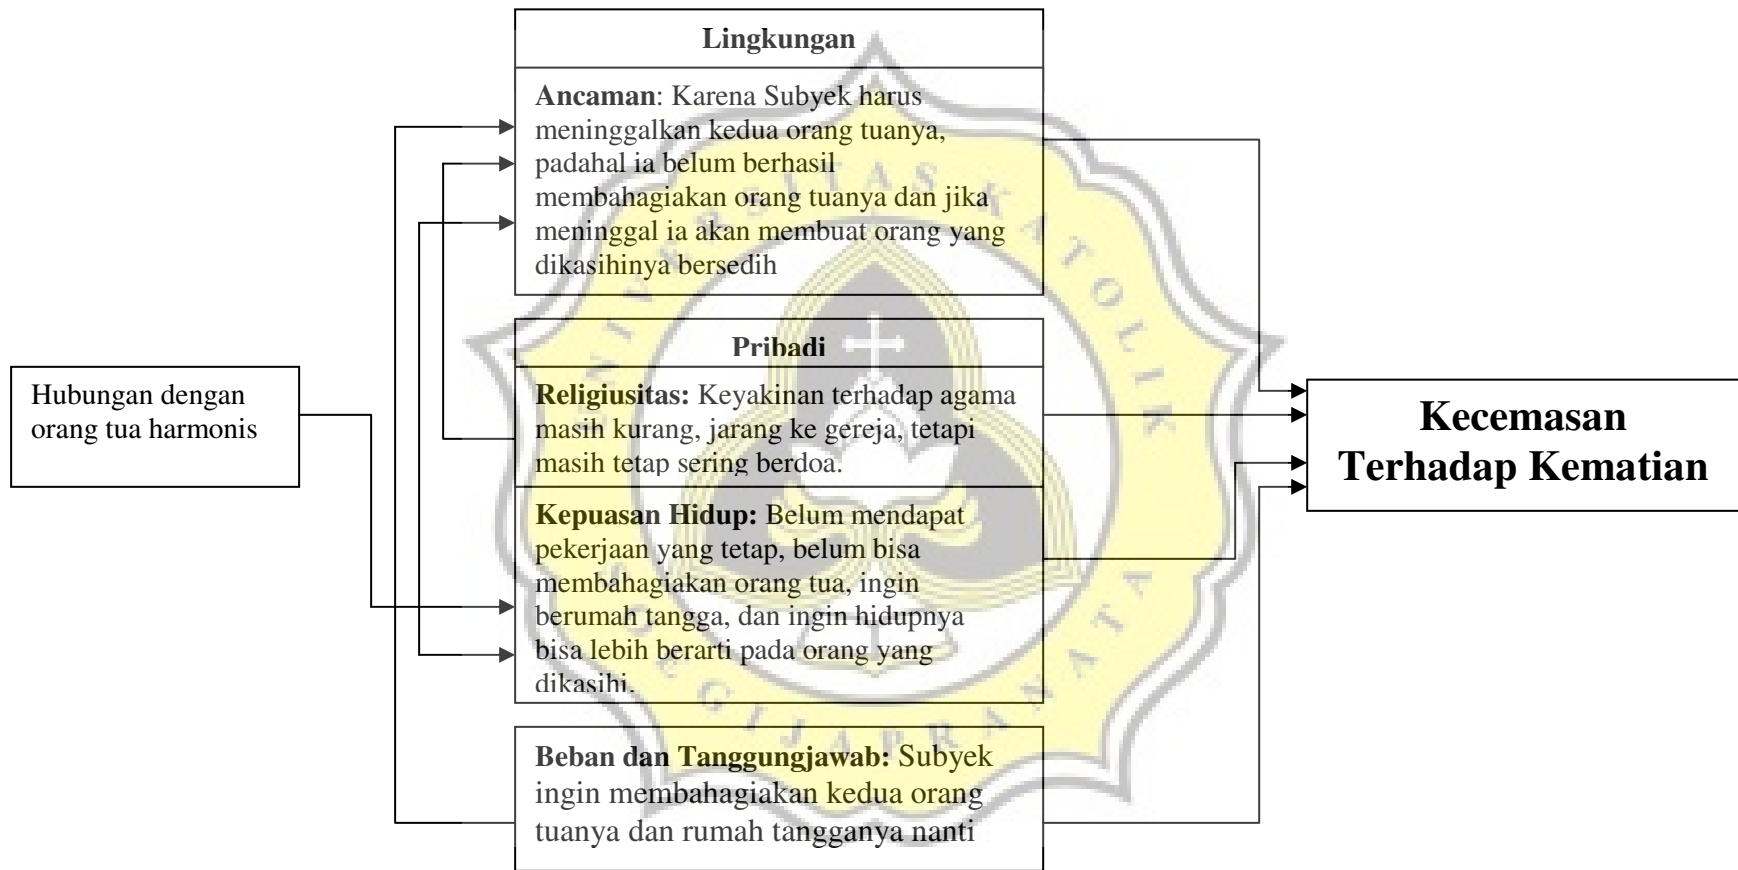 Lingkungan
Ancaman: Karena Subyek harus
meninggalkan kedua orang tuanya,
padahal ia belum berhasil
membahagiakan orang tuanya dan jika
meninggal ia akan membuat orang yang
dikasihinya bersedih
Pribadi
Religiusitas: Keyakinan terhadap agama
masih kurang, jarang ke gereja, tetapi
masih tetap sering berdoa.
Kepuasan Hidup: Belum mendapat
pekerjaan yang tetap, belum bisa
membahagiakan orang tua, ingin
berumah tangga, dan ingin hidupnya
bisa lebih berarti pada orang yang
dikasihi.
Beban dan Tanggungjawab: Subyek
ingin membahagiakan kedua orang
tuanya dan rumah tangganya nanti
Hubungan dengan
orang tua harmonis
Kecemasan
Terhadap Kematian
UNIVERSITAS KATOLIK
SOEGIJAPRANATA